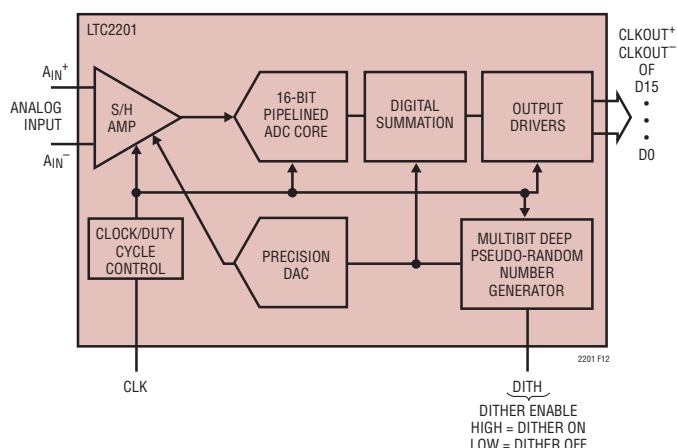 LTC2201
AIN+
ANALOG
INPUT
AIN−
S/H
AMP
16-BIT
PIPELINED
ADC CORE
DIGITAL
SUMMATION
OUTPUT
DRIVERS
CLKOUT+
CLKOUT−
OF
D15
•
•
•
D0
CLOCK/DUTY
CYCLE
CONTROL
PRECISION
DAC
MULTIBIT DEEP
PSEUDO-RANDOM
NUMBER
GENERATOR
2201 F12
CLK
DITH
DITHER ENABLE
HIGH = DITHER ON
LOW = DITHER OFF